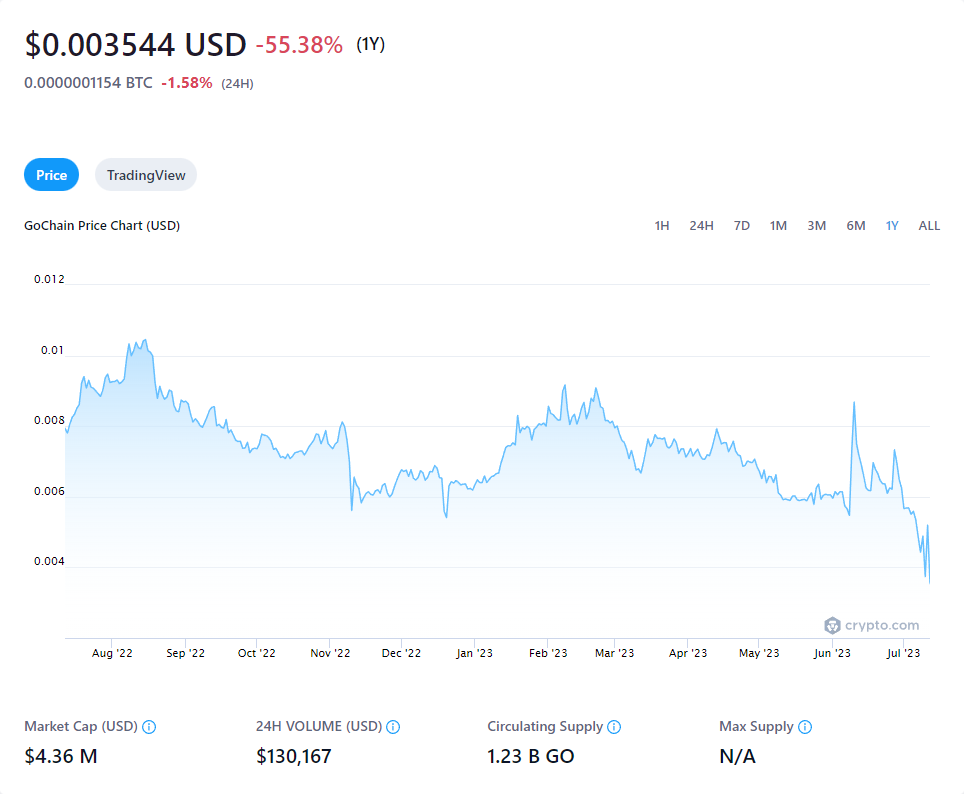 $0.003544 USD -55.38% (1Y)
0.0000001154 BTC -1.58% (24H)
Price TradingView
GoChain Price Chart (USD) 1H 24H 7D 1M 3M 6M 1Y ALL
0.012
0.01
0.008
0.006
0.004
crypto.com
Aug '22 Sep '22 Oct '22 Nov '22 Dec '22 Jan '23 Feb '23 Mar '23 Apr '23 May '23 Jun '23 Jul '23
Market Cap (USD) 24H VOLUME (USD) Circulating Supply Max Supply
$4.36 M $130,167 1.23 B GO N/A